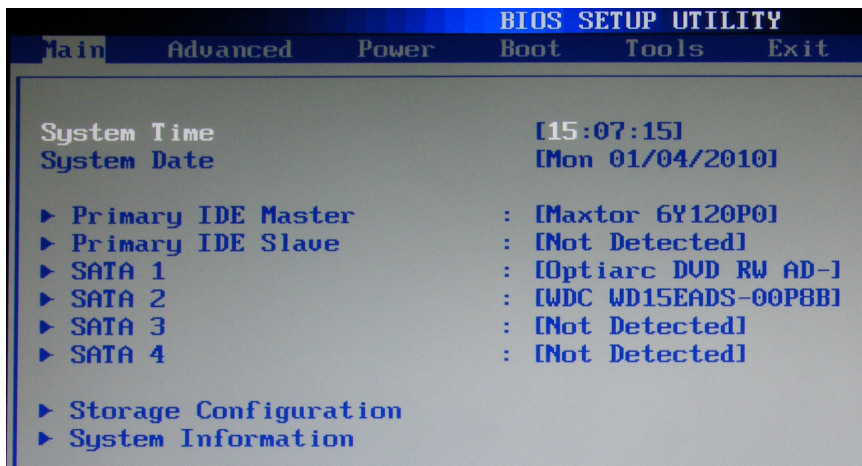 BIOS SETUP UTILITY
Main Advanced Power Boot Tools Exit
System Time [15:07:15]
System Date [Mon 01/04/2010]
▶ Primary IDE Master : [Maxtor 6Y120P0]
▶ Primary IDE Slave : [Not Detected]
▶ SATA 1 : [Optiarc DVD RW AD-]
▶ SATA 2 : [WDC WD15EADS-00P8B]
▶ SATA 3 : [Not Detected]
▶ SATA 4 : [Not Detected]
▶ Storage Configuration
▶ System Information